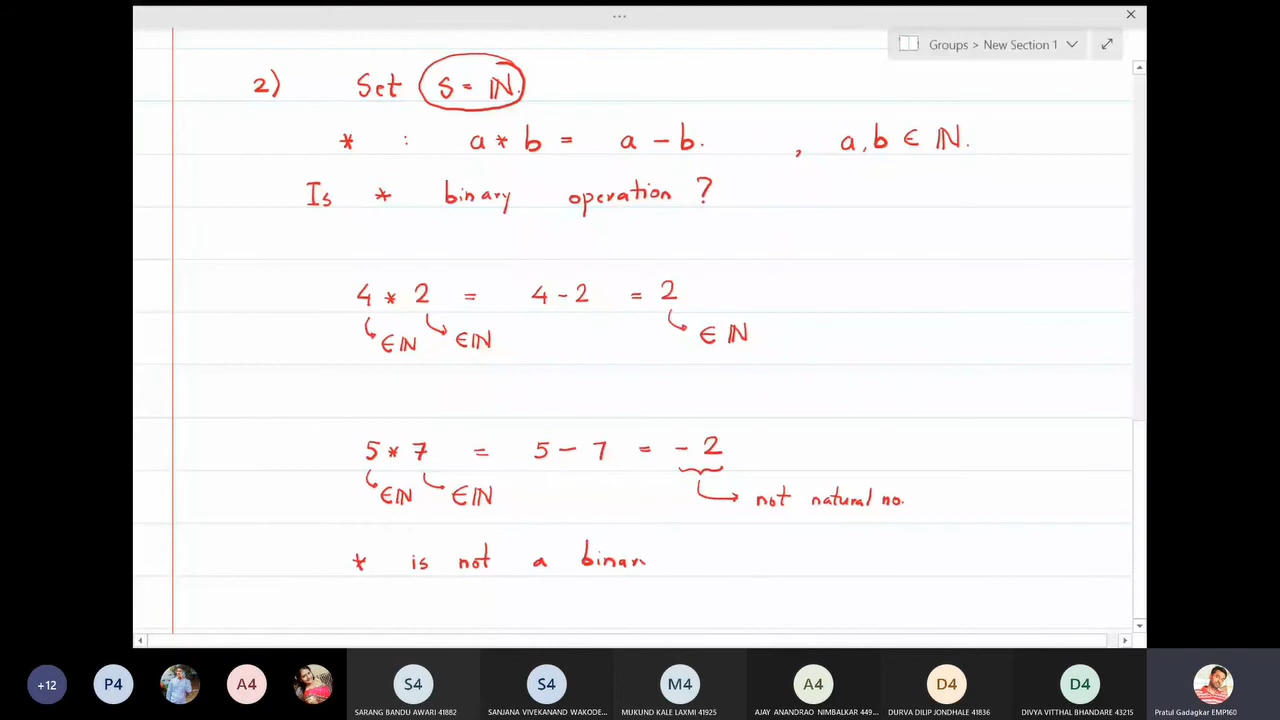 ...
Groups > New Section 1
2) Set S = ℕ.
* : a * b = a - b. , a, b ∈ ℕ.
Is * binary operation ?
4 * 2 = 4 - 2 = 2
∈ ℕ ∈ ℕ ∈ ℕ
5 * 7 = 5 - 7 = - 2
∈ ℕ ∈ ℕ not natural no.
* is not a binar
+12 P4 A4 S4 S4 M4 A4 D4 D4
SARANG BANDU AWARI 41882 SANJANA VIVEKANAND WAKODE... MUKUND KALE LAXMI 41925 AJAY ANANDRAO NIMBALKAR 449... DURVA DILIP JONDHALE 41836 DIVYA VITTHAL BHANDARE 43215 Pratul Gadagkar EMP160